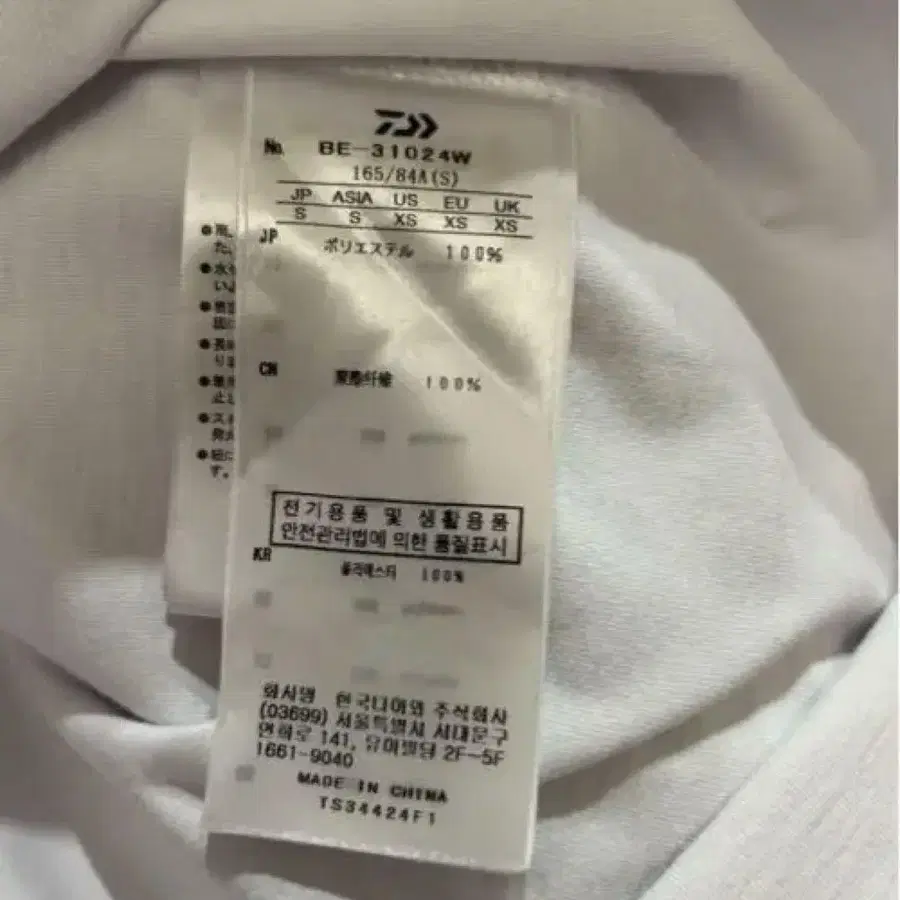 No. BE-31024W
165/84A(S)
JP ASIA US EU UK
S S XS XS XS
JP ポリエステル 100%
CN 聚酯纤维 100%
전기용품 및 생활용품
안전관리법에 의한 품질표시
KR 폴리에스터 100%
회사명 한국다이와 주식회사
(03699) 서울특별시 서대문구
연희로 141, 유이빌딩 2F-5F
1661-9040
MADE IN CHINA
TS34424F1